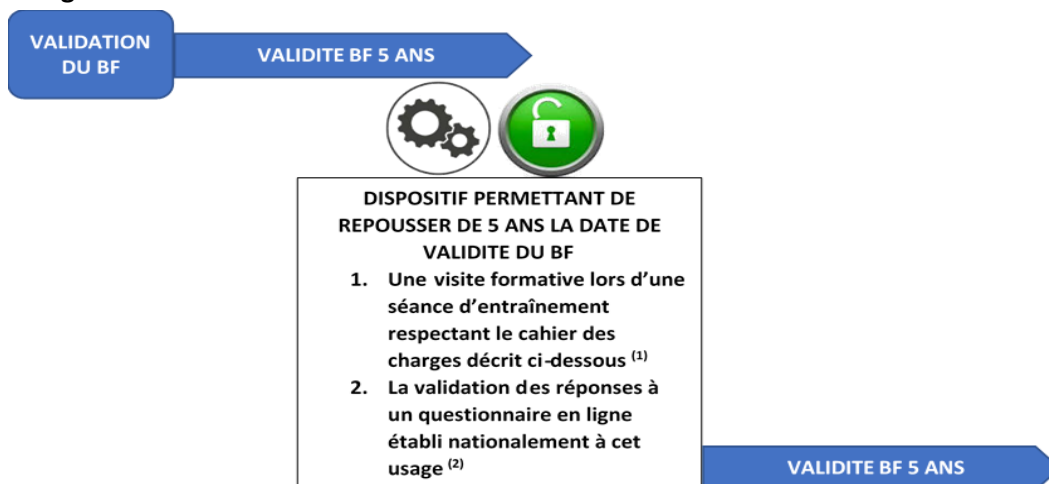 VALIDATION
DU BF
VALIDITE BF 5 ANS
DISPOSITIF PERMETTANT DE
REPOUSSER DE 5 ANS LA DATE DE
VALIDITE DU BF
1. Une visite formative lors d’une
séance d’entraînement
respectant le cahier des
charges décrit ci-dessous (1)
2. La validation des réponses à
un questionnaire en ligne
établi nationalement à cet
usage (2)
VALIDITE BF 5 ANS